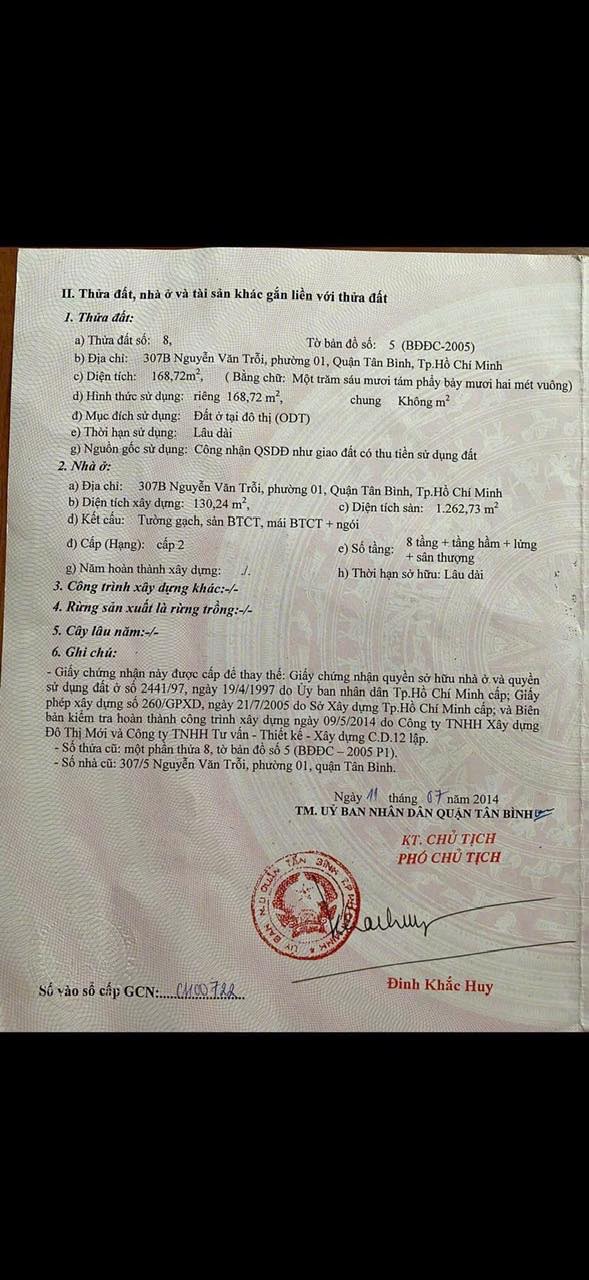 II. Thửa đất, nhà ở và tài sản khác gắn liền với thửa đất
1. Thửa đất:
a) Thửa đất số: 8, Tờ bản đồ số: 5 (BĐĐC-2005)
b) Địa chỉ: 307B Nguyễn Văn Trỗi, phường 01, Quận Tân Bình, Tp.Hồ Chí Minh
c) Diện tích: 168,72m², ( Bằng chữ: Một trăm sáu mươi tám phẩy bảy mươi hai mét vuông)
d) Hình thức sử dụng: riêng 168,72 m², chung Không m²
đ) Mục đích sử dụng: Đất ở tại đô thị (ODT)
e) Thời hạn sử dụng: Lâu dài
g) Nguồn gốc sử dụng: Công nhận QSDĐ như giao đất có thu tiền sử dụng đất
2. Nhà ở:
a) Địa chỉ: 307B Nguyễn Văn Trỗi, phường 01, Quận Tân Bình, Tp.Hồ Chí Minh
b) Diện tích xây dựng: 130,24 m², c) Diện tích sàn: 1.262,73 m²
d) Kết cấu: Tường gạch, sàn BTCT, mái BTCT + ngói
đ) Cấp (Hạng): cấp 2 e) Số tầng: 8 tầng + tầng hầm + lửng
+ sân thượng
g) Năm hoàn thành xây dựng: ./. h) Thời hạn sở hữu: Lâu dài
3. Công trình xây dựng khác:-/-
4. Rừng sản xuất là rừng trồng:-/-
5. Cây lâu năm:-/-
6. Ghi chú:
- Giấy chứng nhận này được cấp để thay thế: Giấy chứng nhận quyền sở hữu nhà ở và quyền
sử dụng đất ở số 2441/97, ngày 19/4/1997 do Ủy ban nhân dân Tp.Hồ Chí Minh cấp; Giấy
phép xây dựng số 260/GPXD, ngày 21/7/2005 do Sở Xây dựng Tp.Hồ Chí Minh cấp; và Biên
bản kiểm tra hoàn thành công trình xây dựng ngày 09/5/2014 do Công ty TNHH Xây dựng
Đô Thị Mới và Công ty TNHH Tư vấn - Thiết kế - Xây dựng C.D.12 lập.
- Số thửa cũ: một phần thửa 8, tờ bản đồ số 5 (BĐĐC – 2005 P1).
- Số nhà cũ: 307/5 Nguyễn Văn Trỗi, phường 01, quận Tân Bình.
Ngày 11 tháng 07 năm 2014
TM. UỶ BAN NHÂN DÂN QUẬN TÂN BÌNH
KT. CHỦ TỊCH
PHÓ CHỦ TỊCH
UỶ BAN N.D QUẬN TÂN BÌNH T.P HỒ CHÍ MINH
Đinh Khắc Huy
Số vào sổ cấp GCN:.....CH00722